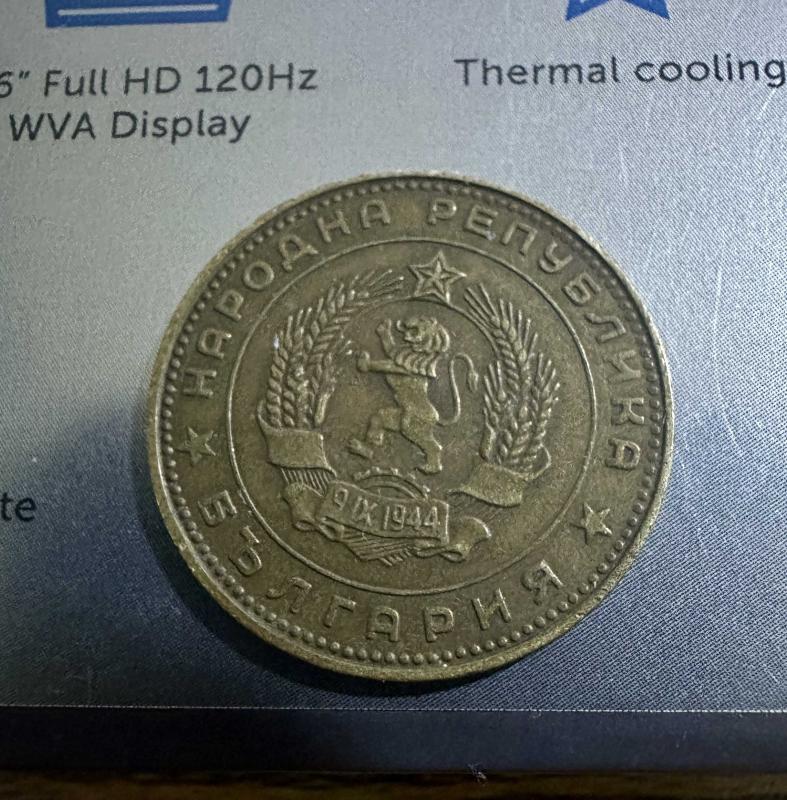 6" Full HD 120Hz
WVA Display
Thermal cooling
te
НАРОДНА РЕПУБЛИКА
БЪЛГАРИЯ
9 IX 1944